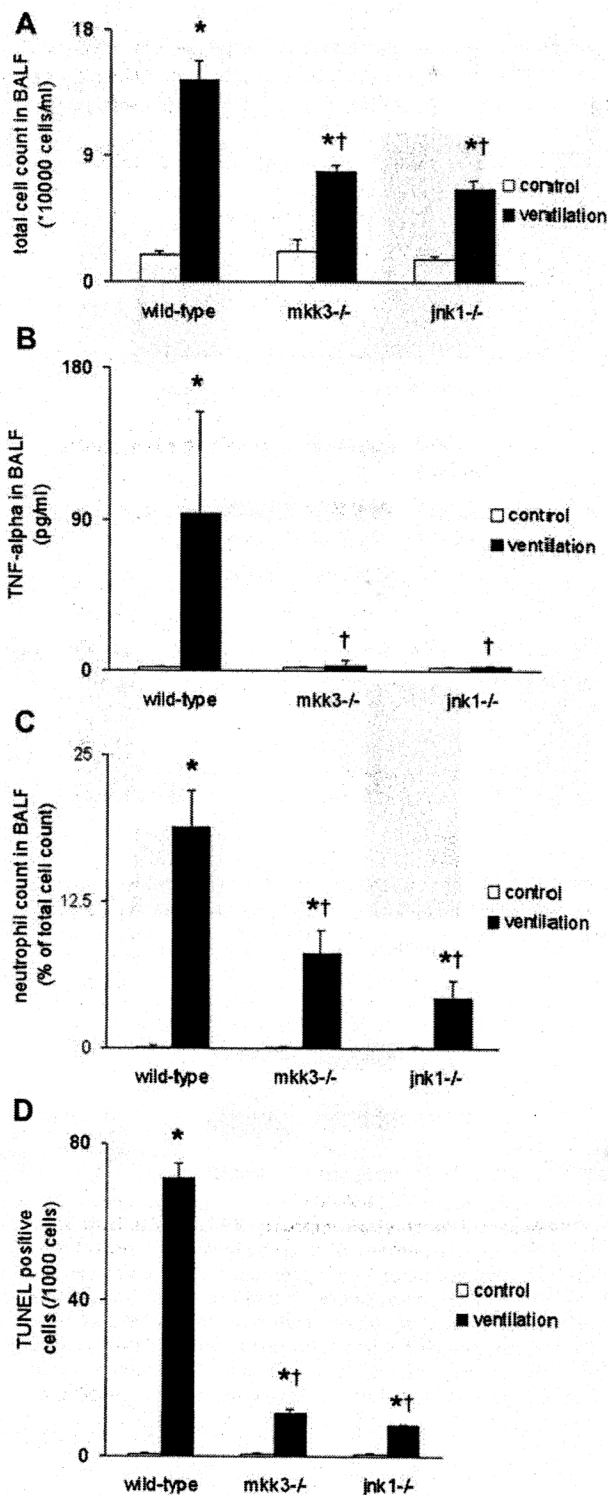 A
total cell count in BALF
(*10000 cells/ml)
18
9
0
*
*†
*†
control
ventilation
wild-type
mkk3-/-
jnk1-/-
B
TNF-alpha in BALF
(pg/ml)
180
90
0
*
†
†
control
ventilation
wild-type
mkk3-/-
jnk1-/-
C
neutrophil count in BALF
(% of total cell count)
25
12.5
0
*
*†
*†
control
ventilation
wild-type
mkk3-/-
jnk1-/-
D
TUNEL positive
cells (/1000 cells)
80
40
0
*
*†
*†
control
ventilation
wild-type
mkk3-/-
jnk1-/-